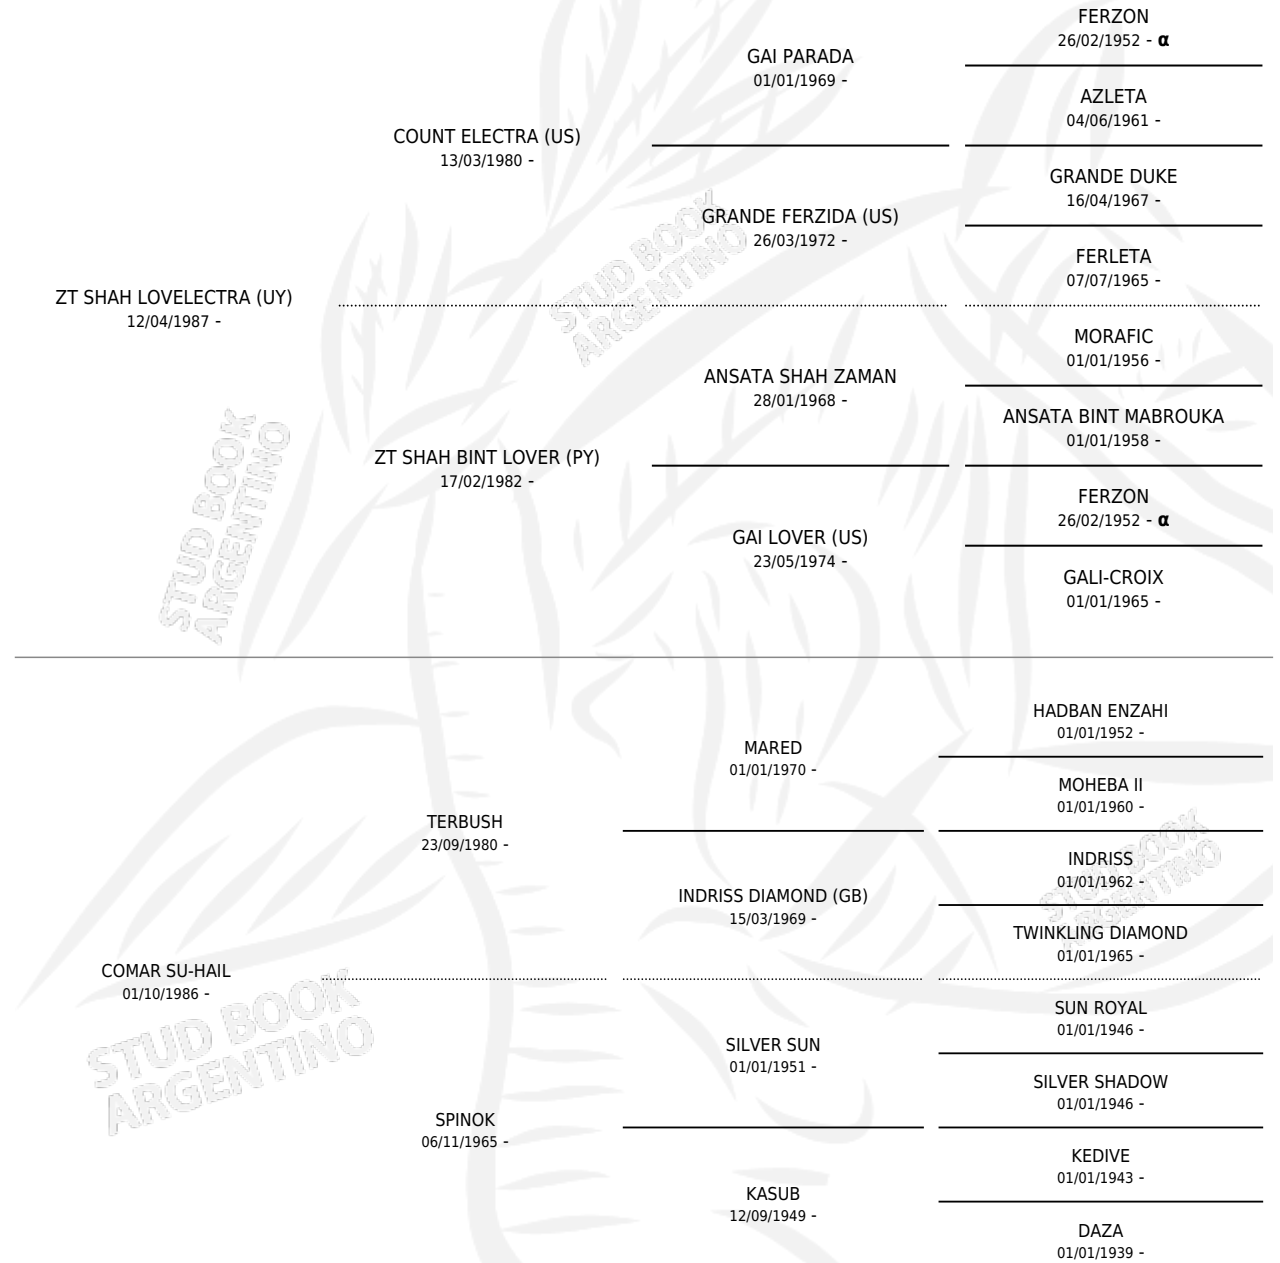 FERZON
26/02/1952 - α
GAI PARADA
01/01/1969 -
AZLETA
04/06/1961 -
COUNT ELECTRA (US)
13/03/1980 -
GRANDE DUKE
16/04/1967 -
GRANDE FERZIDA (US)
26/03/1972 -
FERLETA
07/07/1965 -
ZT SHAH LOVELECTRA (UY)
12/04/1987 -
MORAFIC
01/01/1956 -
ANSATA SHAH ZAMAN
28/01/1968 -
ANSATA BINT MABROUKA
01/01/1958 -
ZT SHAH BINT LOVER (PY)
17/02/1982 -
FERZON
26/02/1952 - α
GAI LOVER (US)
23/05/1974 -
GALI-CROIX
01/01/1965 -
STUD BOOK
ARGENTINO
STUD BOOK
ARGENTINO
HADBAN ENZAHI
01/01/1952 -
MARED
01/01/1970 -
MOHEBA II
01/01/1960 -
TERBUSH
23/09/1980 -
INDRISS
01/01/1962 -
INDRISS DIAMOND (GB)
15/03/1969 -
TWINKLING DIAMOND
01/01/1965 -
COMAR SU-HAIL
01/10/1986 -
SUN ROYAL
01/01/1946 -
SILVER SUN
01/01/1951 -
SILVER SHADOW
01/01/1946 -
SPINOK
06/11/1965 -
KEDIVE
01/01/1943 -
KASUB
12/09/1949 -
DAZA
01/01/1939 -
STUD BOOK
ARGENTINO
STUD BOOK
ARGENTINO